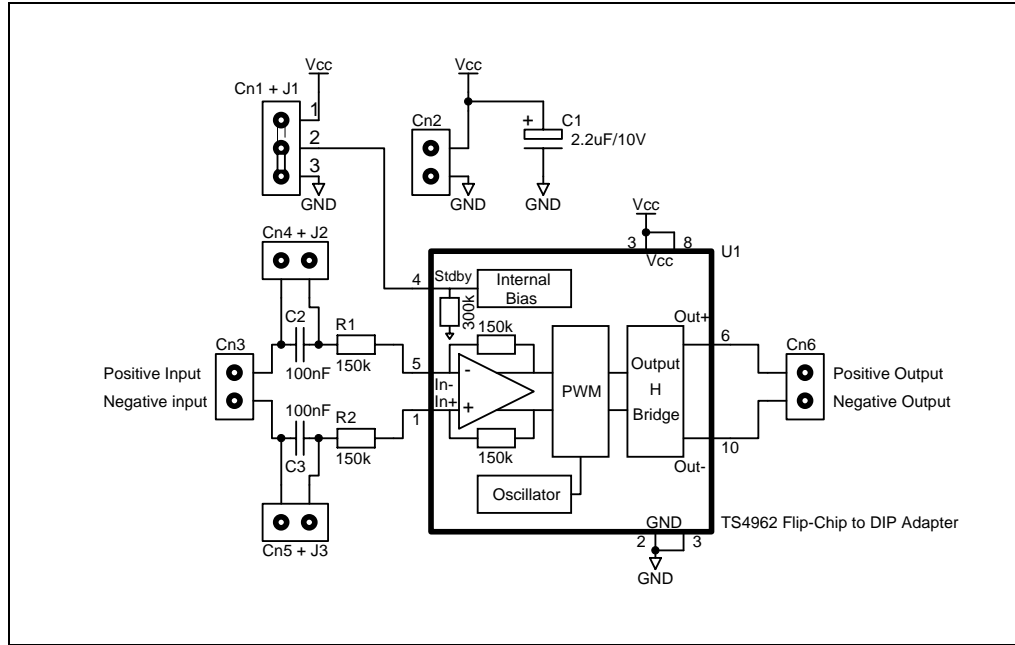 Vcc
Cn1 + J1
1
2
3
GND
Vcc
Cn2
+
C1
2.2uF/10V
GND
GND
Vcc
3
8
Vcc
U1
Cn4 + J2
4
Stdby
Internal
Bias
300k
C2
100nF
R1
150k
Cn3
Positive Input
Negative input
5
In-
In+
1
-
+
150k
150k
PWM
Output
H
Bridge
Out+
6
Cn6
Positive Output
Negative Output
10
Out-
100nF
C3
R2
150k
Oscillator
Cn5 + J3
GND
2
3
GND
TS4962 Flip-Chip to DIP Adapter